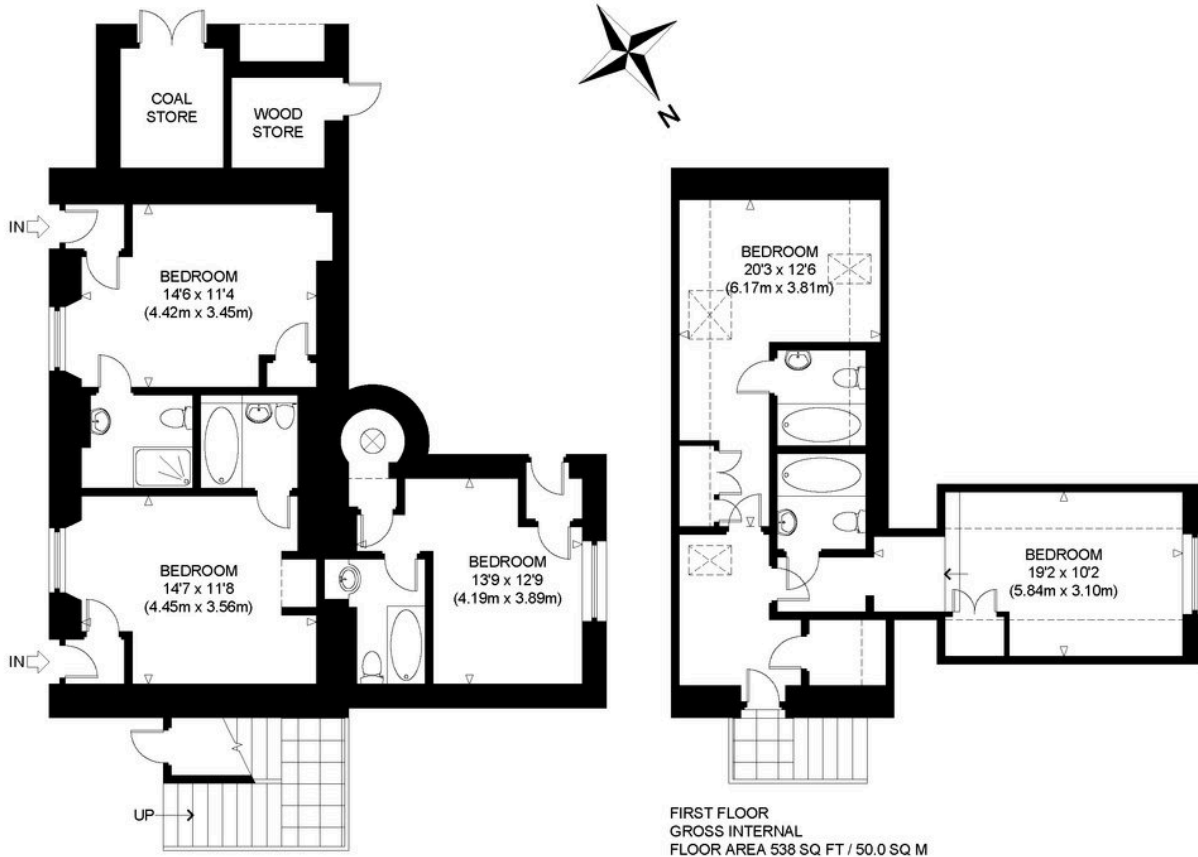 COAL
STORE
WOOD
STORE
N
IN
BEDROOM
14'6 x 11'4
(4.42m x 3.45m)
BEDROOM
20'3 x 12'6
(6.17m x 3.81m)
BEDROOM
14'7 x 11'8
(4.45m x 3.56m)
BEDROOM
13'9 x 12'9
(4.19m x 3.89m)
BEDROOM
19'2 x 10'2
(5.84m x 3.10m)
IN
UP
FIRST FLOOR
GROSS INTERNAL
FLOOR AREA 538 SQ FT / 50.0 SQ M